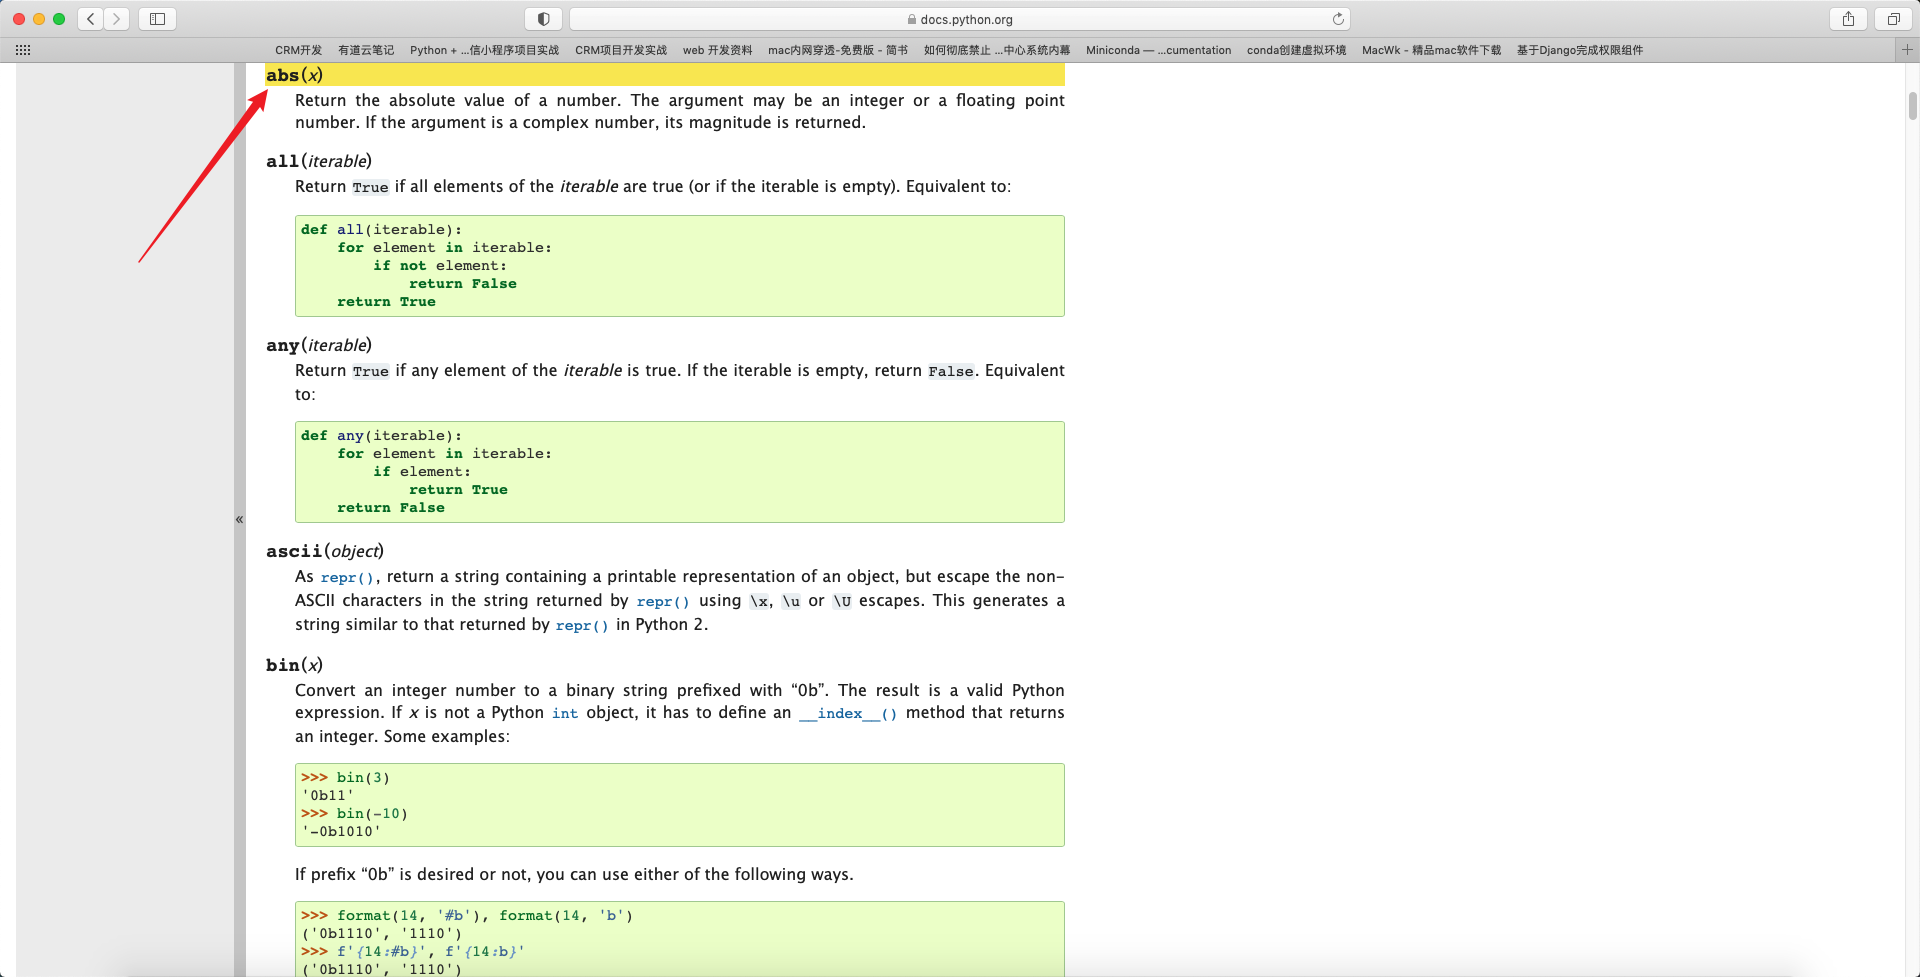 docs.python.org
CRM开发 有道云笔记 Python + ...信小程序项目实战 CRM项目开发实战 web 开发资料 mac内网穿透-免费版 - 简书 如何彻底禁止 ...中心系统内幕 Miniconda — ...cumentation conda创建虚拟环境 MacWk - 精品mac软件下载 基于Django完成权限组件
abs(x)
Return the absolute value of a number. The argument may be an integer or a floating point
number. If the argument is a complex number, its magnitude is returned.
all(iterable)
Return True if all elements of the iterable are true (or if the iterable is empty). Equivalent to:
def all(iterable):
    for element in iterable:
        if not element:
            return False
    return True
any(iterable)
Return True if any element of the iterable is true. If the iterable is empty, return False. Equivalent
to:
def any(iterable):
    for element in iterable:
        if element:
            return True
    return False
«
ascii(object)
As repr(), return a string containing a printable representation of an object, but escape the non-
ASCII characters in the string returned by repr() using \x, \u or \U escapes. This generates a
string similar to that returned by repr() in Python 2.
bin(x)
Convert an integer number to a binary string prefixed with “0b”. The result is a valid Python
expression. If x is not a Python int object, it has to define an __index__() method that returns
an integer. Some examples:
>>> bin(3)
'0b11'
>>> bin(-10)
'-0b1010'
If prefix “0b” is desired or not, you can use either of the following ways.
>>> format(14, '#b'), format(14, 'b')
('0b1110', '1110')
>>> f'{14:#b}', f'{14:b}'
('0b1110', '1110')